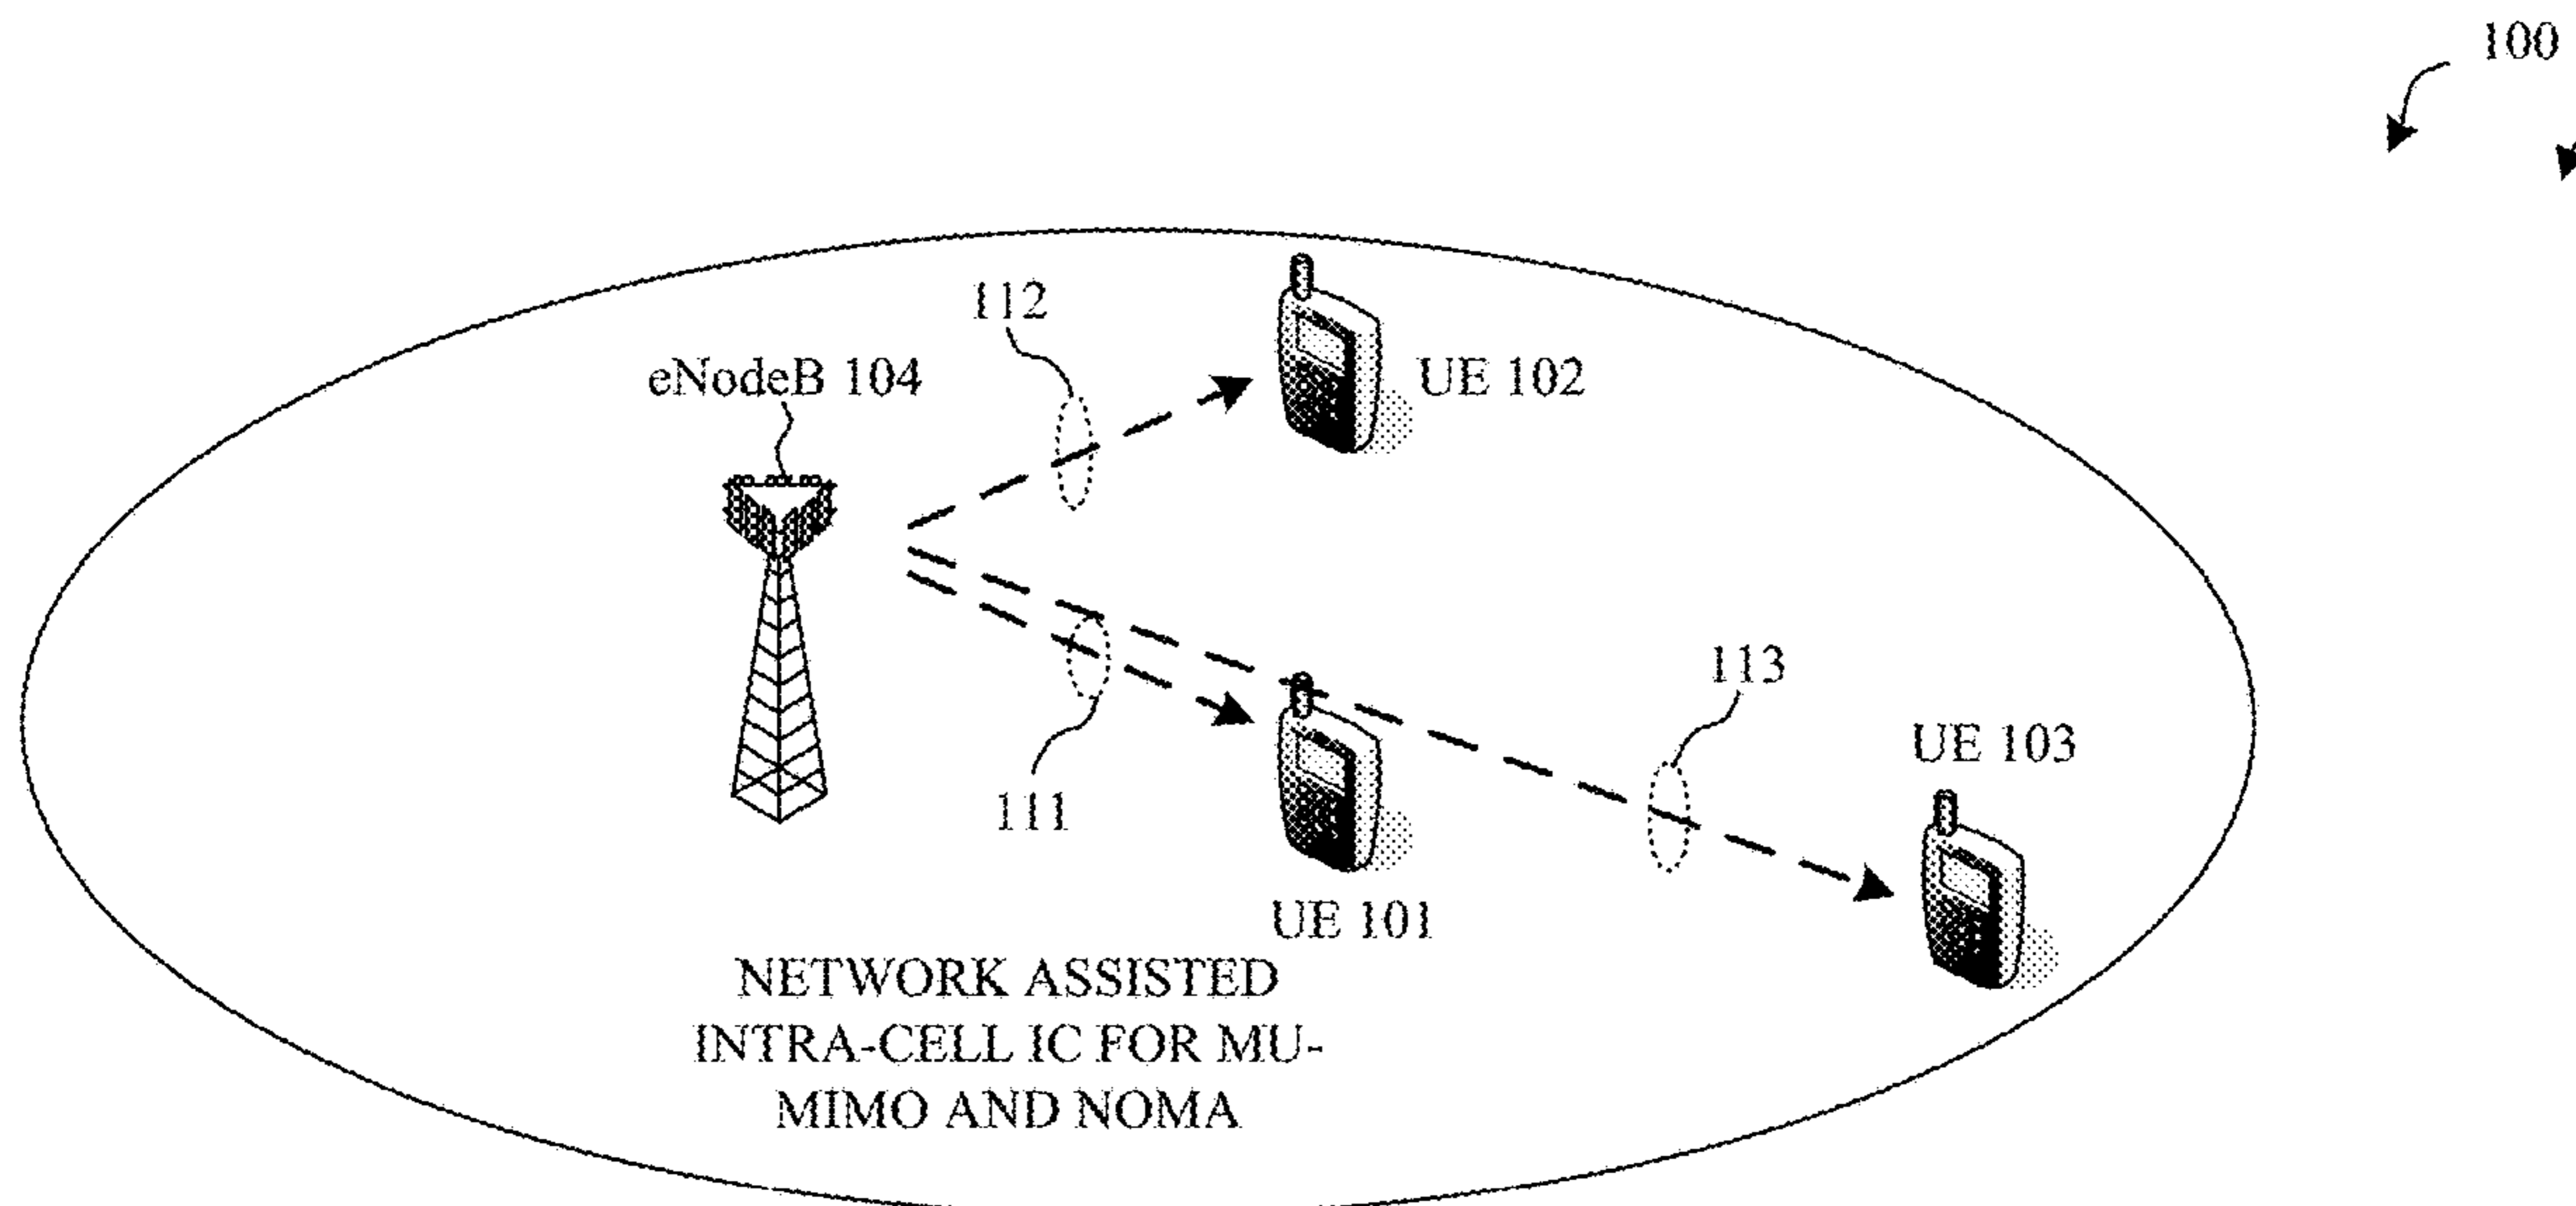 100
112
eNodeB 104
UE 102
113
UE 103
111
UE 101
NETWORK ASSISTED
INTRA-CELL IC FOR MU-
MIMO AND NOMA